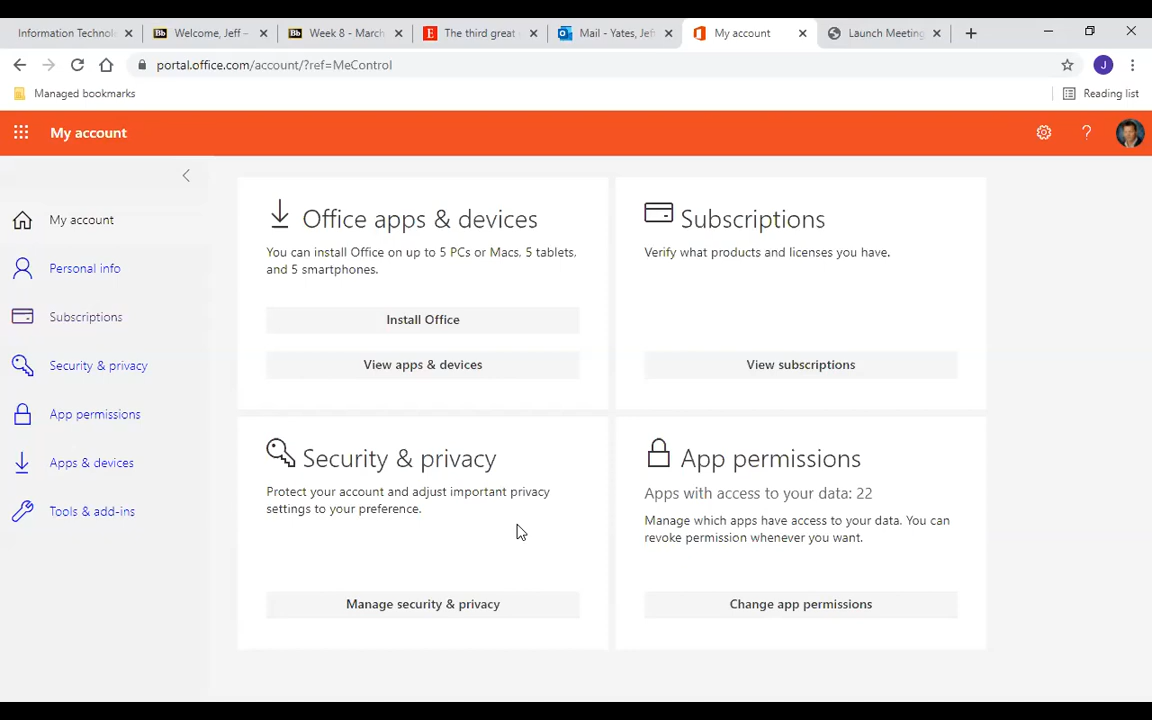 Information Technol
Bb Welcome, Jeff –
Bb Week 8 - March
E The third great
Mail - Yates, Jef
My account
Launch Meeting
portal.office.com/account/?ref=MeControl
J
Managed bookmarks
Reading list
My account
?
My account
Personal info
Subscriptions
Security & privacy
App permissions
Apps & devices
Tools & add-ins
Office apps & devices
You can install Office on up to 5 PCs or Macs, 5 tablets,
and 5 smartphones.
Install Office
View apps & devices
Subscriptions
Verify what products and licenses you have.
View subscriptions
Security & privacy
Protect your account and adjust important privacy
settings to your preference.
Manage security & privacy
App permissions
Apps with access to your data: 22
Manage which apps have access to your data. You can
revoke permission whenever you want.
Change app permissions